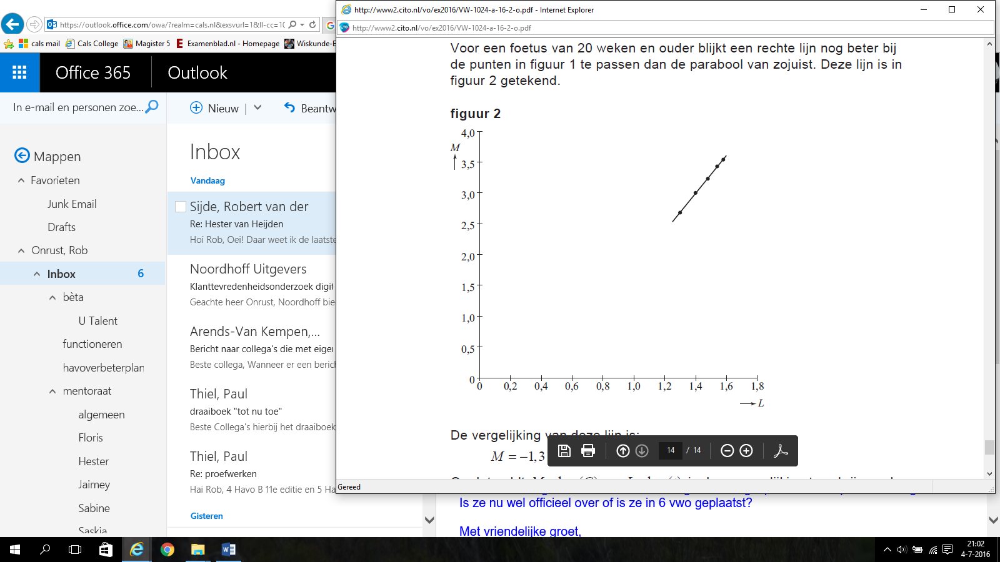 http://www2.cito.nl/vo/ex2016/VW-1024-a-16-2-o.pdf - Internet Explorer
https://outlook.office.com/owa/?realm=cals.nl&exsvurl=1&ll-cc=10
http://www2.cito.nl/vo/ex2016/VW-1024-a-16-2-o.pdf
cals mail
Cals College
Magister 5
Examenblad.nl - Homepage
Wiskunde-E
Office 365
Outlook
In e-mail en personen zoe...
Nieuw
Beantw
Mappen
Favorieten
Junk Email
Drafts
Onrust, Rob
Inbox 6
bèta
U Talent
functioneren
havoverbeterplan
mentoraat
algemeen
Floris
Hester
Jaimey
Sabine
Saskia
Inbox
Vandaag
Sijde, Robert van der
Re: Hester van Heijden
Hoi Rob, Oei! Daar weet ik de laatste
Noordhoff Uitgevers
Klanttevredenheidsonderzoek digit
Geachte heer Onrust, Noordhoff bie
Arends-Van Kempen,...
Bericht naar collega's die met eiger
Beste collega, Wanneer er een berich
Thiel, Paul
draaiboek "tot nu toe"
Beste Collega's hierbij het draaiboek
Thiel, Paul
Re: proefwerken
Hai Rob, 4 Havo B 11e editie en 5 Ha
Gisteren
Voor een foetus van 20 weken en ouder blijkt een rechte lijn nog beter bij
de punten in figuur 1 te passen dan de parabool van zojuist. Deze lijn is in
figuur 2 getekend.
figuur 2
4,0
M
3,5
3,0
2,5
2,0
1,5
1,0
0,5
0
0 0,2 0,4 0,6 0,8 1,0 1,2 1,4 1,6 1,8
L
De vergelijking van deze lijn is:
M = −1,3
14 / 14
Gereed
Is ze nu wel officieel over of is ze in 6 vwo geplaatst?
Met vriendelijke groet,
21:02
4-7-2016